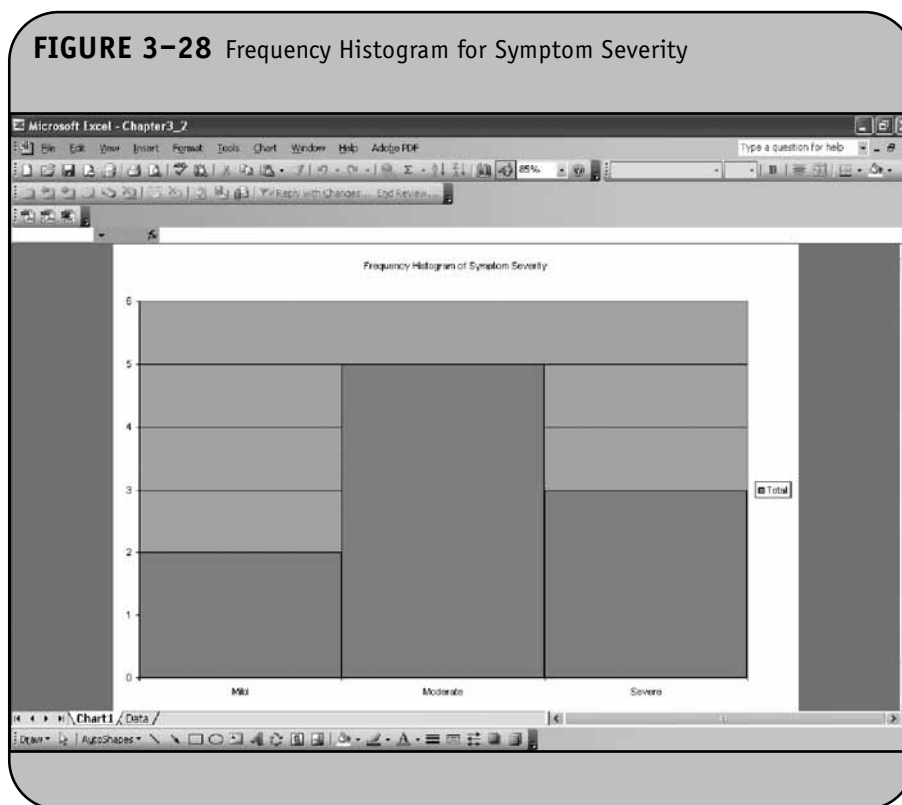 FIGURE 3–28 Frequency Histogram for Symptom Severity
Microsoft Excel - Chapter3_2
File Edit View Insert Format Tools Chart Window Help Adobe PDF
Type a question for help
85%
Reply with Changes... End Review...
Frequency Histogram of Symptom Severity
6
5
4
3
2
1
0
Total
Mild Moderate Severe
Chart1 / Data /
Draw AutoShapes